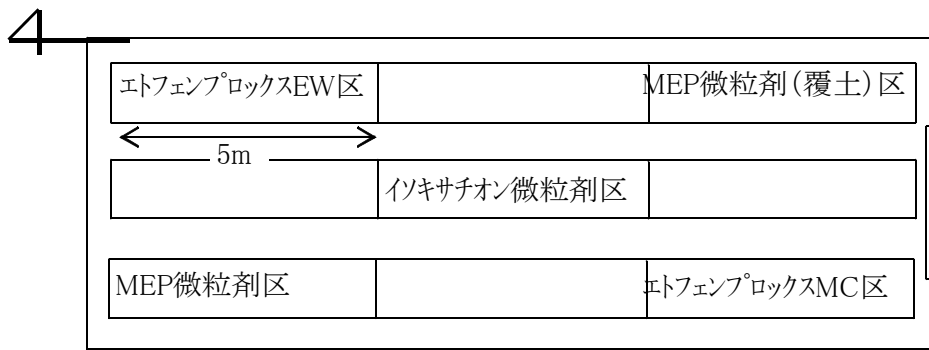 エトフェンプロックスEW区
MEP微粒剤(覆土)区
5m
イソキサチオン微粒剤区
MEP微粒剤区
エトフェンプロックスMC区